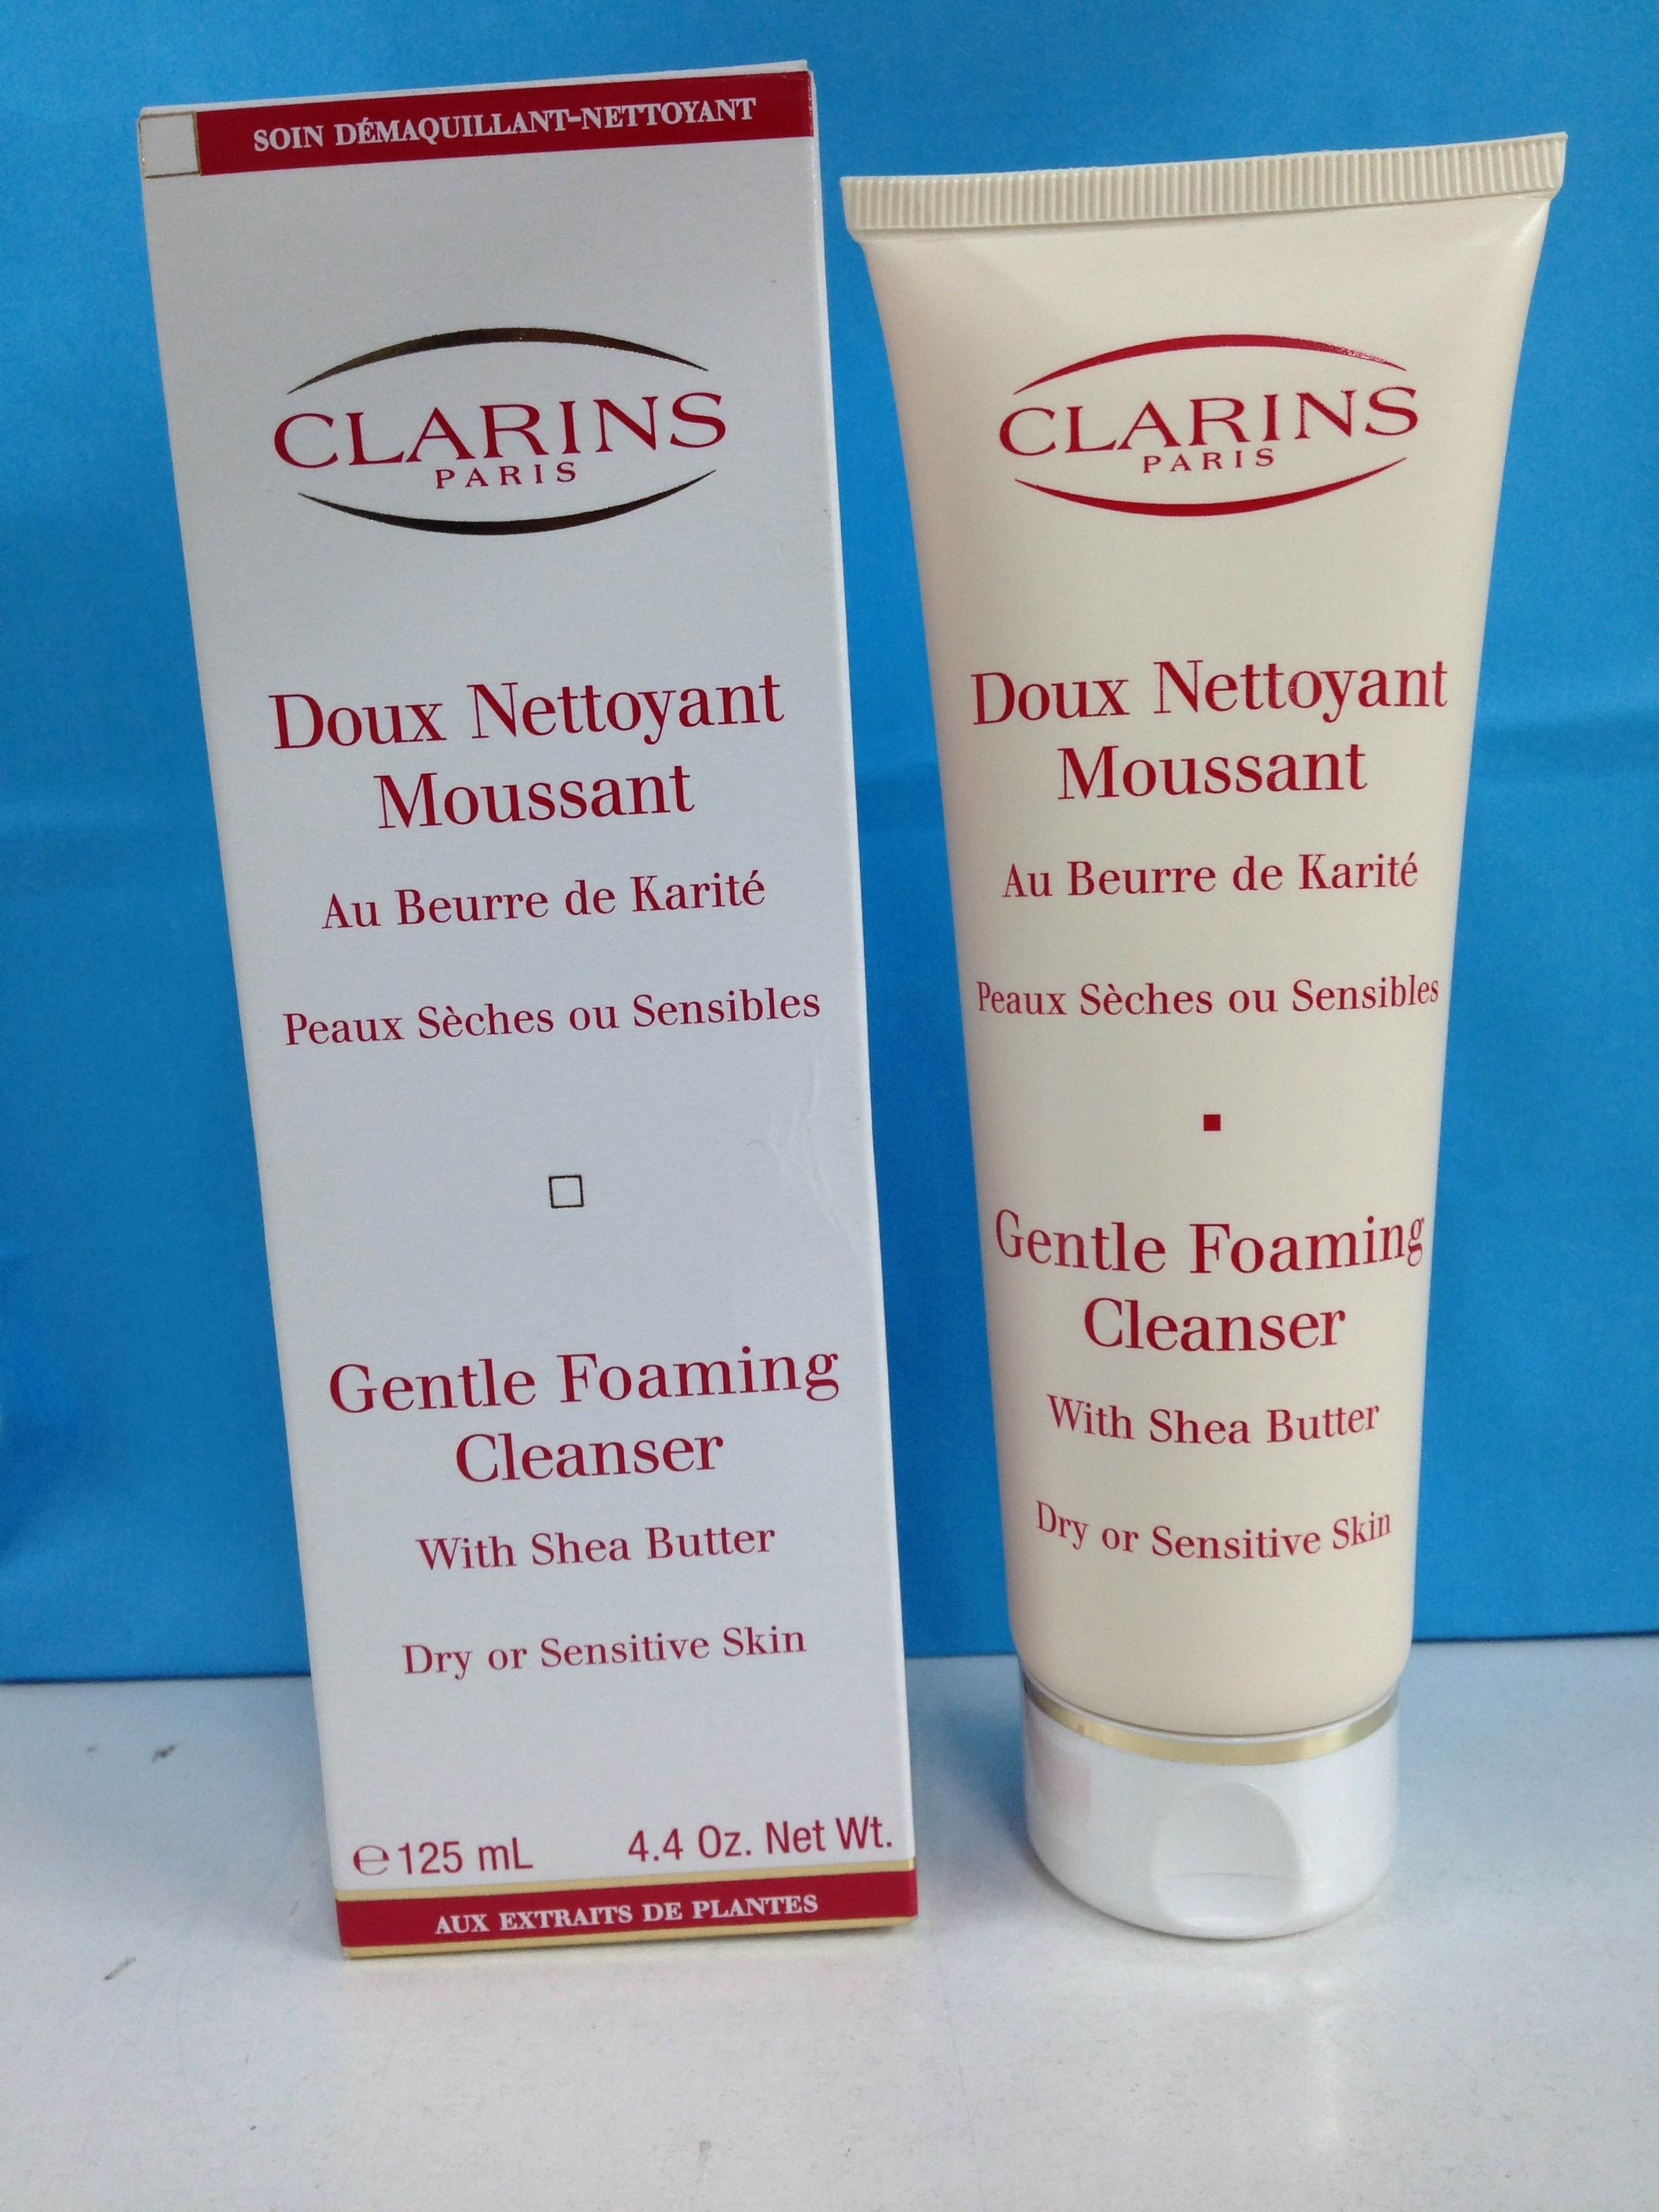 SOIN DÉMAQUILLANT-NETTOYANT
CLARINS
PARIS
Doux Nettoyant
Moussant
Au Beurre de Karité
Peaux Sèches ou Sensibles
Gentle Foaming
Cleanser
With Shea Butter
Dry or Sensitive Skin
℮125 mL 4.4 Oz. Net Wt.
AUX EXTRAITS DE PLANTES
CLARINS
PARIS
Doux Nettoyant
Moussant
Au Beurre de Karité
Peaux Sèches ou Sensibles
Gentle Foaming
Cleanser
With Shea Butter
Dry or Sensitive Skin